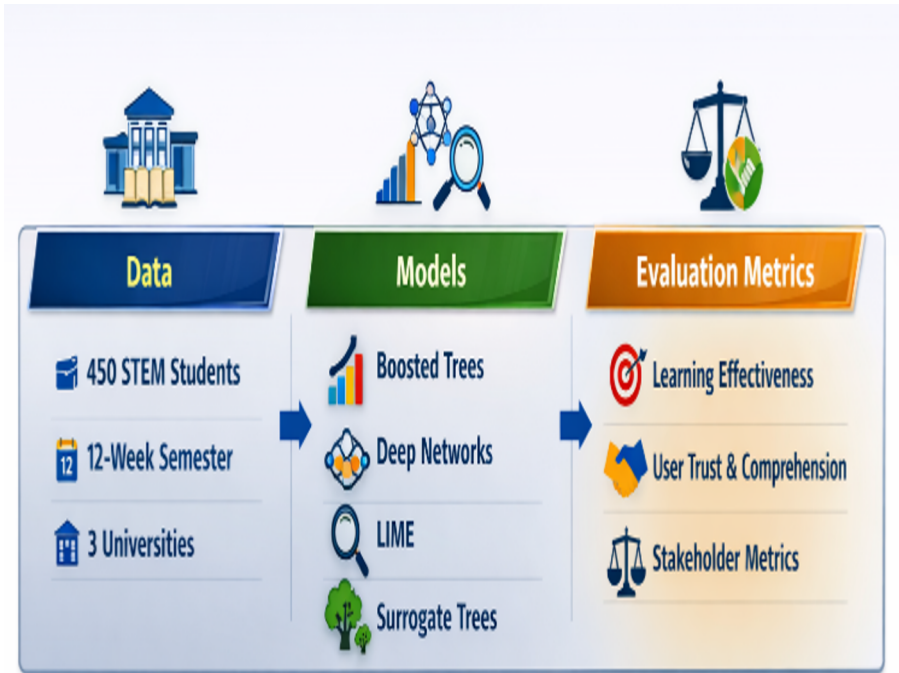 Data
450 STEM Students
12
12-Week Semester
3 Universities
Models
Boosted Trees
Deep Networks
LIME
Surrogate Trees
Evaluation Metrics
Learning Effectiveness
User Trust & Comprehension
Stakeholder Metrics